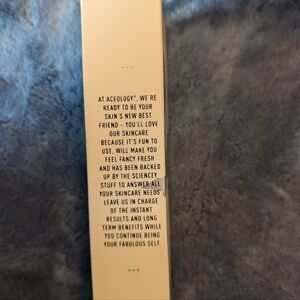 AT ACEOLOGY®, WE'RE
READY TO BE YOUR
SKIN'S NEW BEST
FRIEND - YOU'LL LOVE
OUR SKINCARE
BECAUSE IT'S FUN TO
USE, WILL MAKE YOU
FEEL FANCY FRESH
AND HAS BEEN BACKED
UP BY THE SCIENCEY
STUFF TO ANSWER ALL
YOUR SKINCARE NEEDS.
LEAVE US IN CHARGE
OF THE INSTANT
RESULTS AND LONG
TERM BENEFITS WHILE
YOU CONTINUE BEING
YOUR FABULOUS SELF.